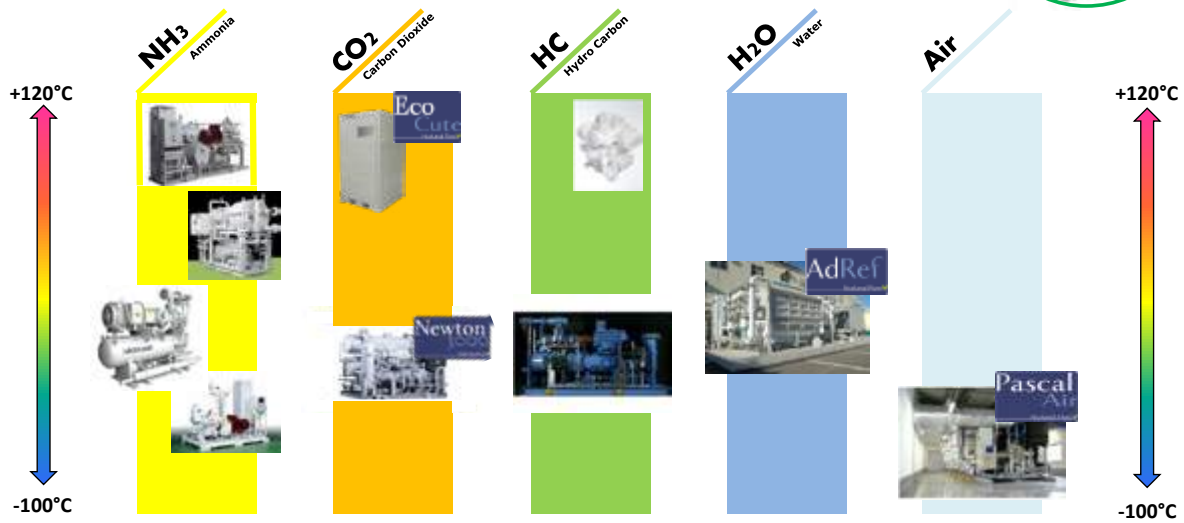 NH3
Ammonia
CO2
Carbon Dioxide
HC
Hydro Carbon
H2O
Water
Air
+120°C
+120°C
Eco
Cute
AdRef
Newton
Pascal
Air
-100°C
-100°C